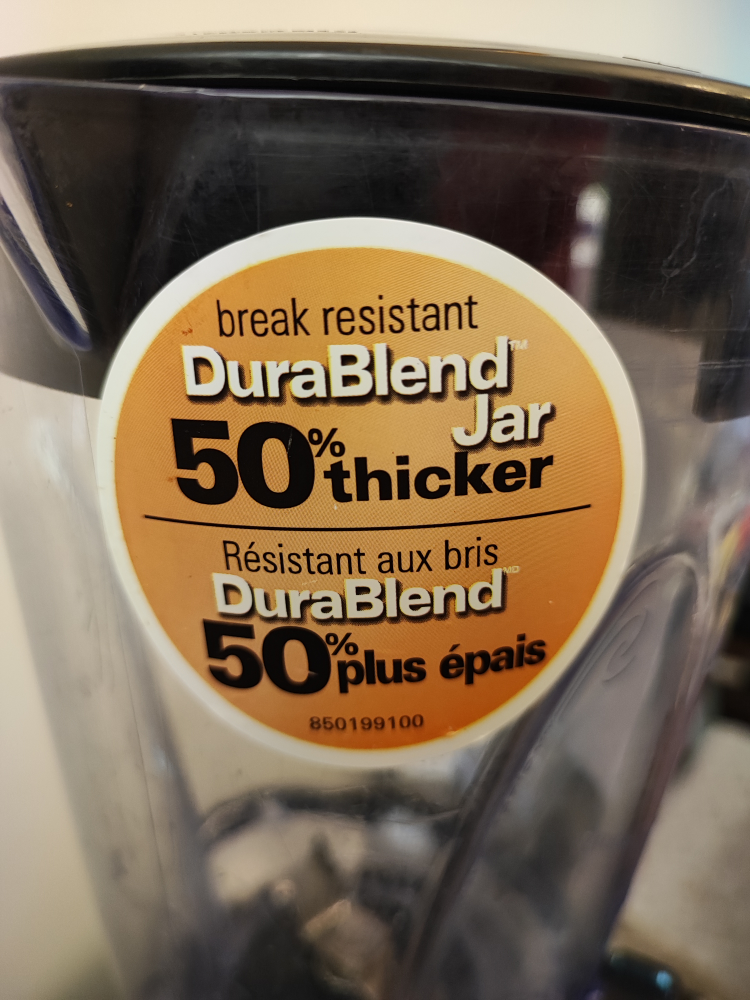 break resistant
DuraBlend™
Jar
50% thicker
Résistant aux bris
DuraBlend MD
50% plus épais
850199100